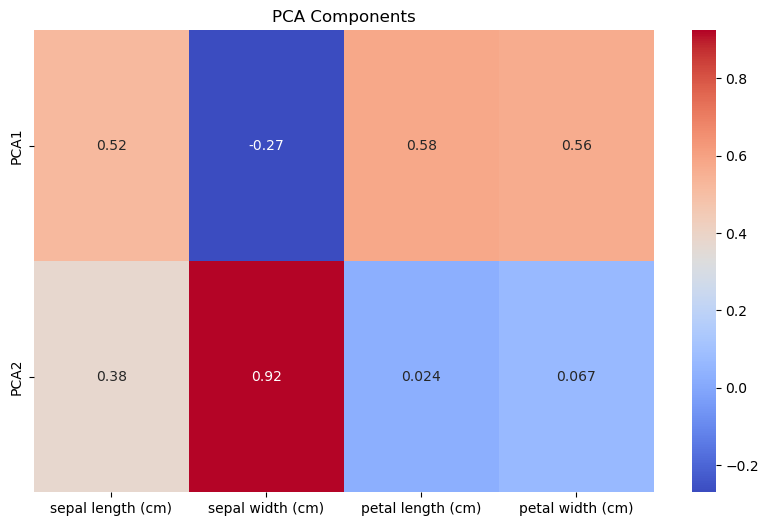 PCA Components
PCA1
0.52
-0.27
0.58
0.56
PCA2
0.38
0.92
0.024
0.067
sepal length (cm)
sepal width (cm)
petal length (cm)
petal width (cm)
0.8
0.6
0.4
0.2
0.0
−0.2